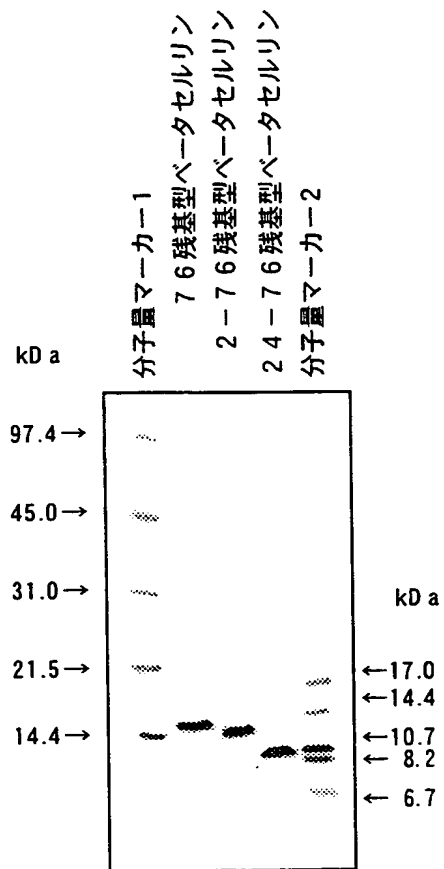 分子量マーカー1
76残基型ベータセルリン
2－76残基型ベータセルリン
24－76残基型ベータセルリン
分子量マーカー2
kDa
97.4→
45.0→
31.0→
21.5→
14.4→
kDa
←17.0
←14.4
←10.7
←8.2
←6.7